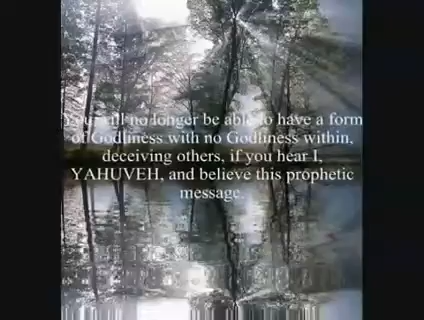 You will no longer be able to have a form
of Godliness with no Godliness within,
deceiving others, if you hear I,
YAHUVEH, and believe this prophetic
message.